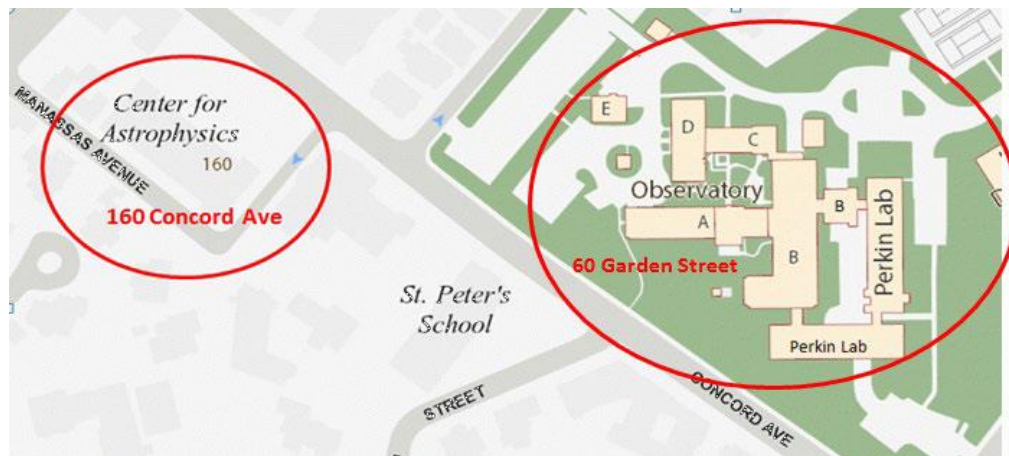 MANASSAS AVENUE
Center for
Astrophysics
160
160 Concord Ave
E
D
C
Observatory
A
B
B
Perkin Lab
60 Garden Street
St. Peter's
School
Perkin Lab
STREET
CONCORD AVE